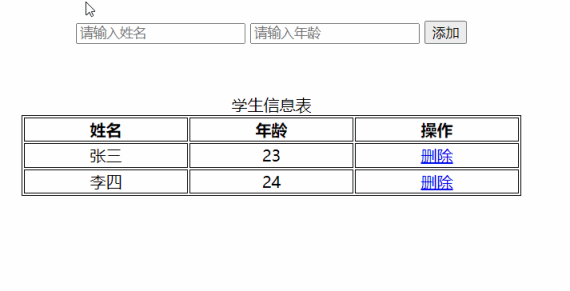 请输入姓名 请输入年龄 添加
学生信息表
姓名 年龄 操作
张三 23 删除
李四 24 删除